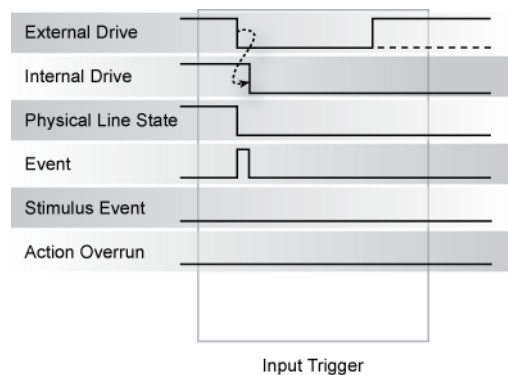 External Drive
Internal Drive
Physical Line State
Event
Stimulus Event
Action Overrun
Input Trigger